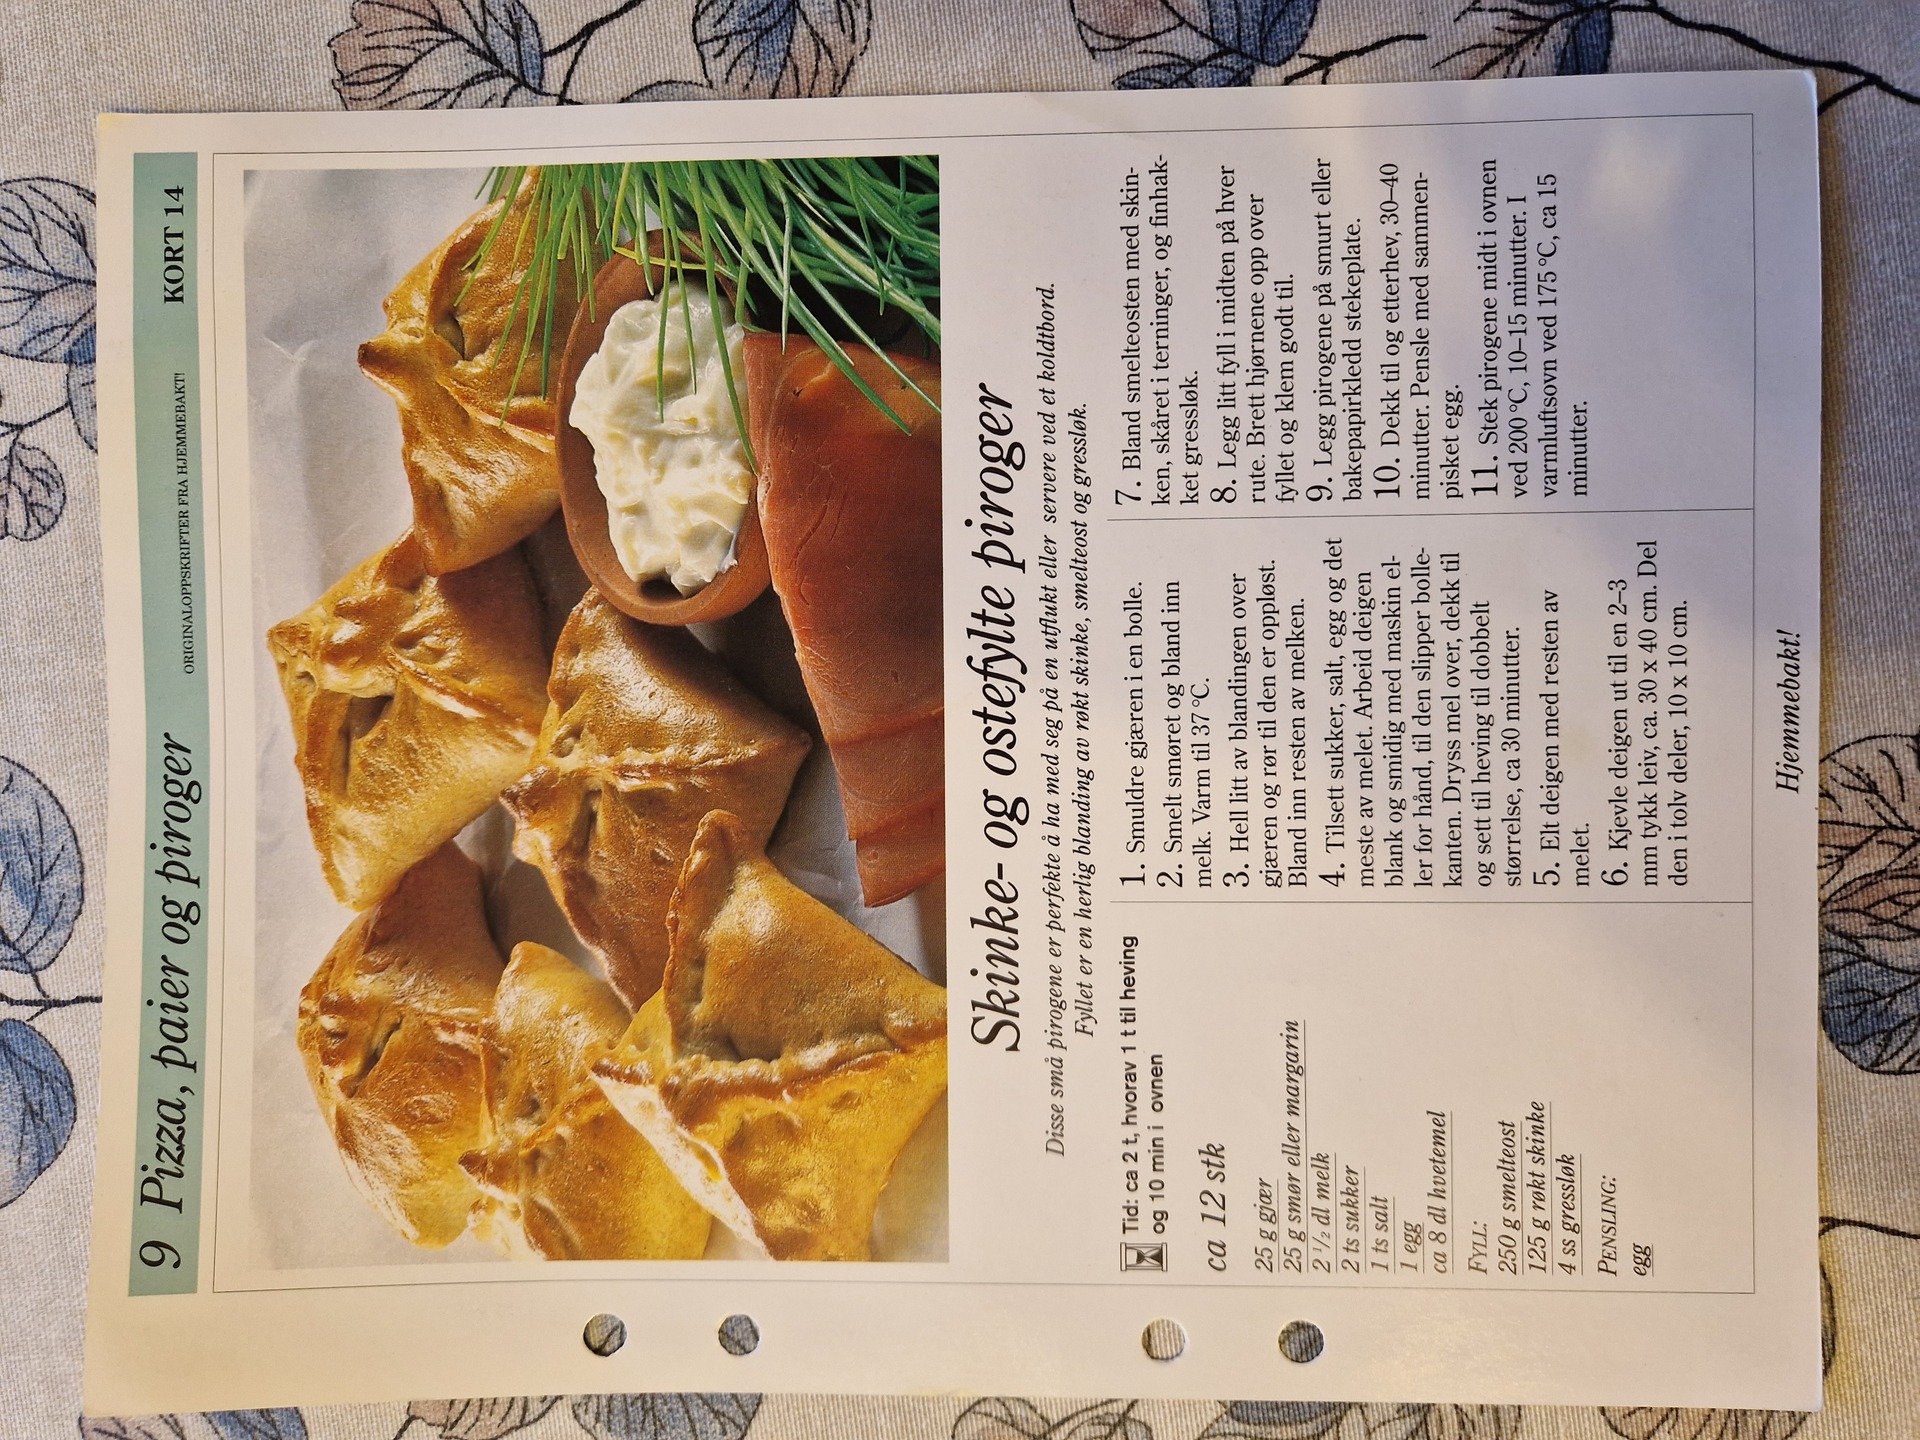 9 Pizza, paier og piroger
ORIGINALOPPSKRIFTER FRA HJEMMEBAKT!
KORT 14
Skinke- og ostefylte piroger
Disse små pirogene er perfekte å ha med seg på en utflukt eller servere ved et koldtbord.
Fyllet er en herlig blanding av røkt skinke, smelteost og gressløk.
Tid: ca 2 t, hvorav 1 t til heving
og 10 min i ovnen
ca 12 stk
25 g gjær
25 g smør eller margarin
2 1/2 dl melk
2 ts sukker
1 ts salt
1 egg
ca 8 dl hvetemel
FYLL:
250 g smelteost
125 g røkt skinke
4 ss gressløk
PENSLING:
egg
1. Smuldre gjæren i en bolle.
2. Smelt smøret og bland inn
melk. Varm til 37 °C.
3. Hell litt av blandingen over
gjæren og rør til den er oppløst.
Bland inn resten av melken.
4. Tilsett sukker, salt, egg og det
meste av melet. Arbeid deigen
blank og smidig med maskin el-
ler for hånd, til den slipper bolle-
kanten. Dryss mel over, dekk til
og sett til heving til dobbelt
størrelse, ca 30 minutter.
5. Elt deigen med resten av
melet.
6. Kjevle deigen ut til en 2–3
mm tykk leiv, ca. 30 x 40 cm. Del
den i tolv deler, 10 x 10 cm.
7. Bland smelteosten med skin-
ken, skåret i terninger, og finhak-
ket gressløk.
8. Legg litt fyll i midten på hver
rute. Brett hjørnene opp over
fyllet og klem godt til.
9. Legg pirogene på smurt eller
bakepapirkledd stekeplate.
10. Dekk til og etterhev, 30–40
minutter. Pensle med sammen-
pisket egg.
11. Stek pirogene midt i ovnen
ved 200 °C, 10–15 minutter. I
varmluftsovn ved 175 °C, ca 15
minutter.
Hjemmebakt!